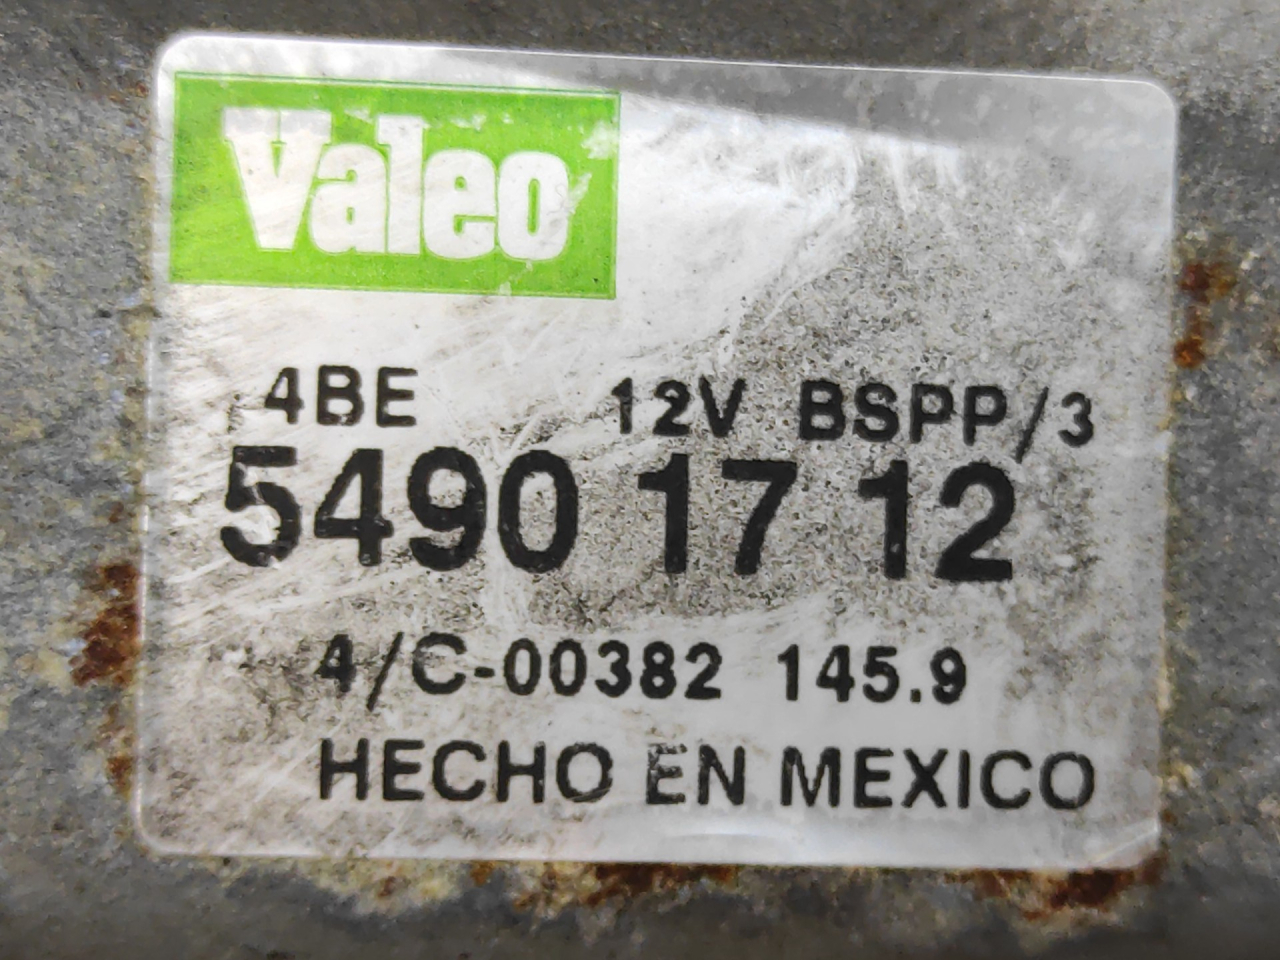 Valeo
4BE 12V BSPP/3
5490 17 12
4/C-00382 145.9
HECHO EN MEXICO